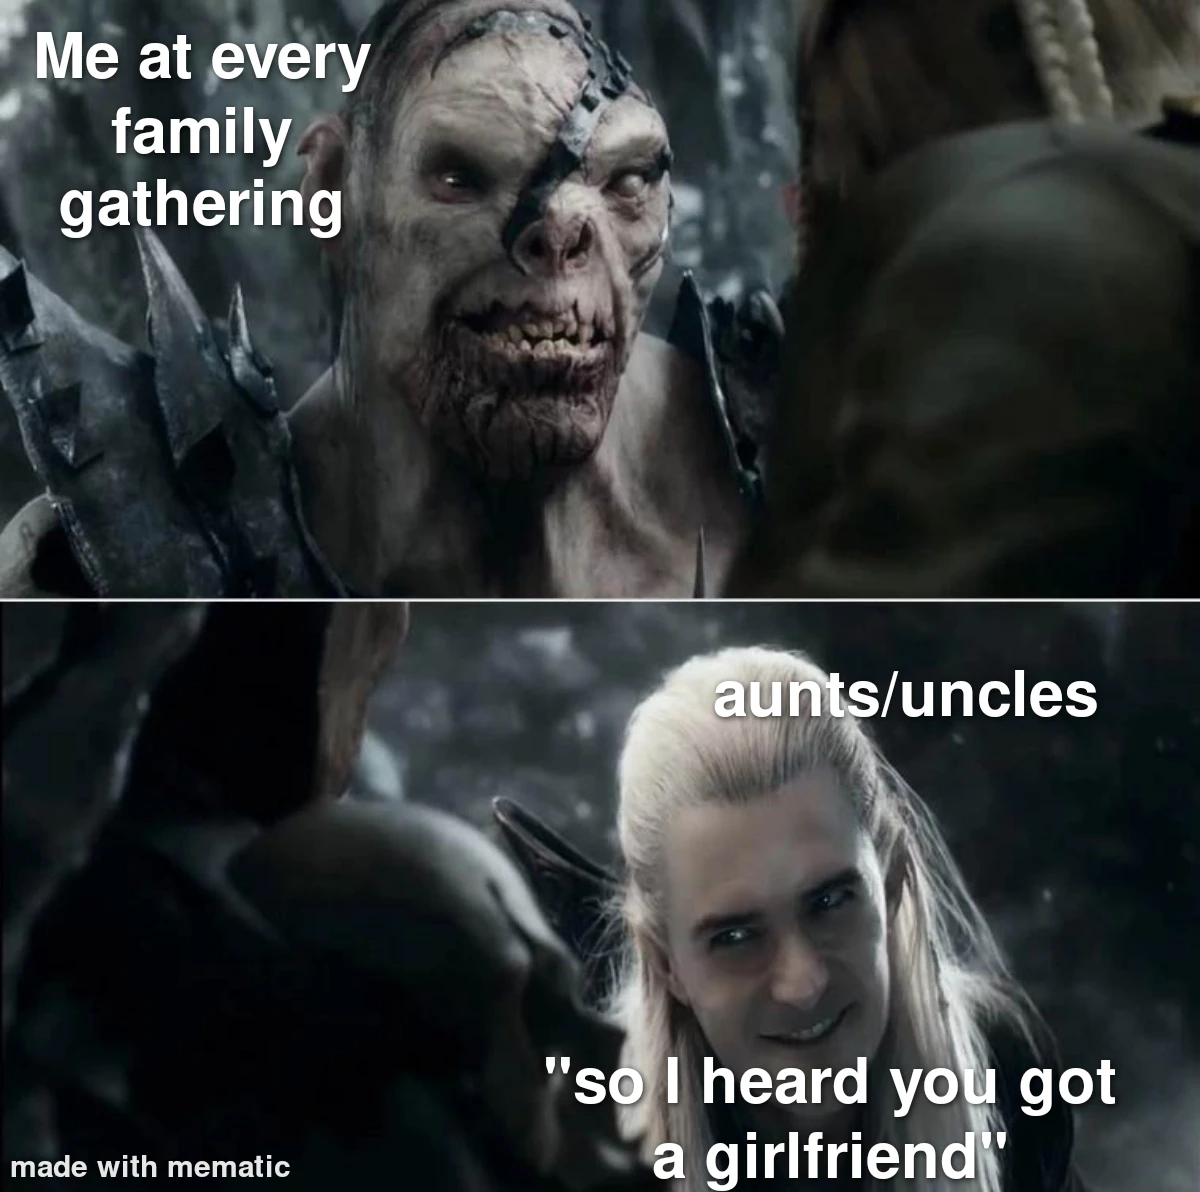 Me at every
family
gathering
aunts/uncles
"so I heard you got
a girlfriend"
made with mematic